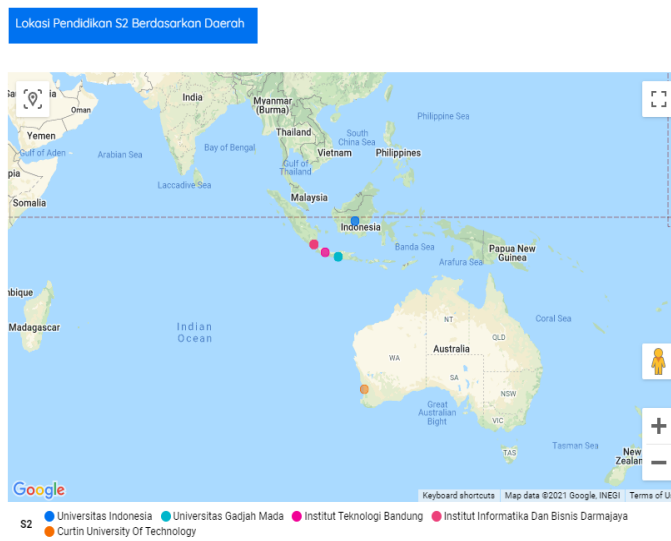 Lokasi Pendidikan S2 Berdasarkan Daerah
India
Myanmar
(Burma)
Oman
Yemen
Gulf of Aden
Arabian Sea
Bay of Bengal
Thailand
South
China Sea
Philippine Sea
Vietnam
Philippines
Gulf of
Thailand
Laccadive Sea
Somalia
Malaysia
Indonesia
Banda Sea
Papua New
Guinea
Arafura Sea
Madagascar
Indian
Ocean
Coral Sea
NT
QLD
Australia
WA
SA
NSW
Great
Australian
Bight
VIC
TAS
Tasman Sea
New
Google
Keyboard shortcuts
Map data ©2021 Google, INEGI
Terms of
S2
Universitas Indonesia
Universitas Gadjah Mada
Institut Teknologi Bandung
Institut Informatika Dan Bisnis Darmajaya
Curtin University Of Technology